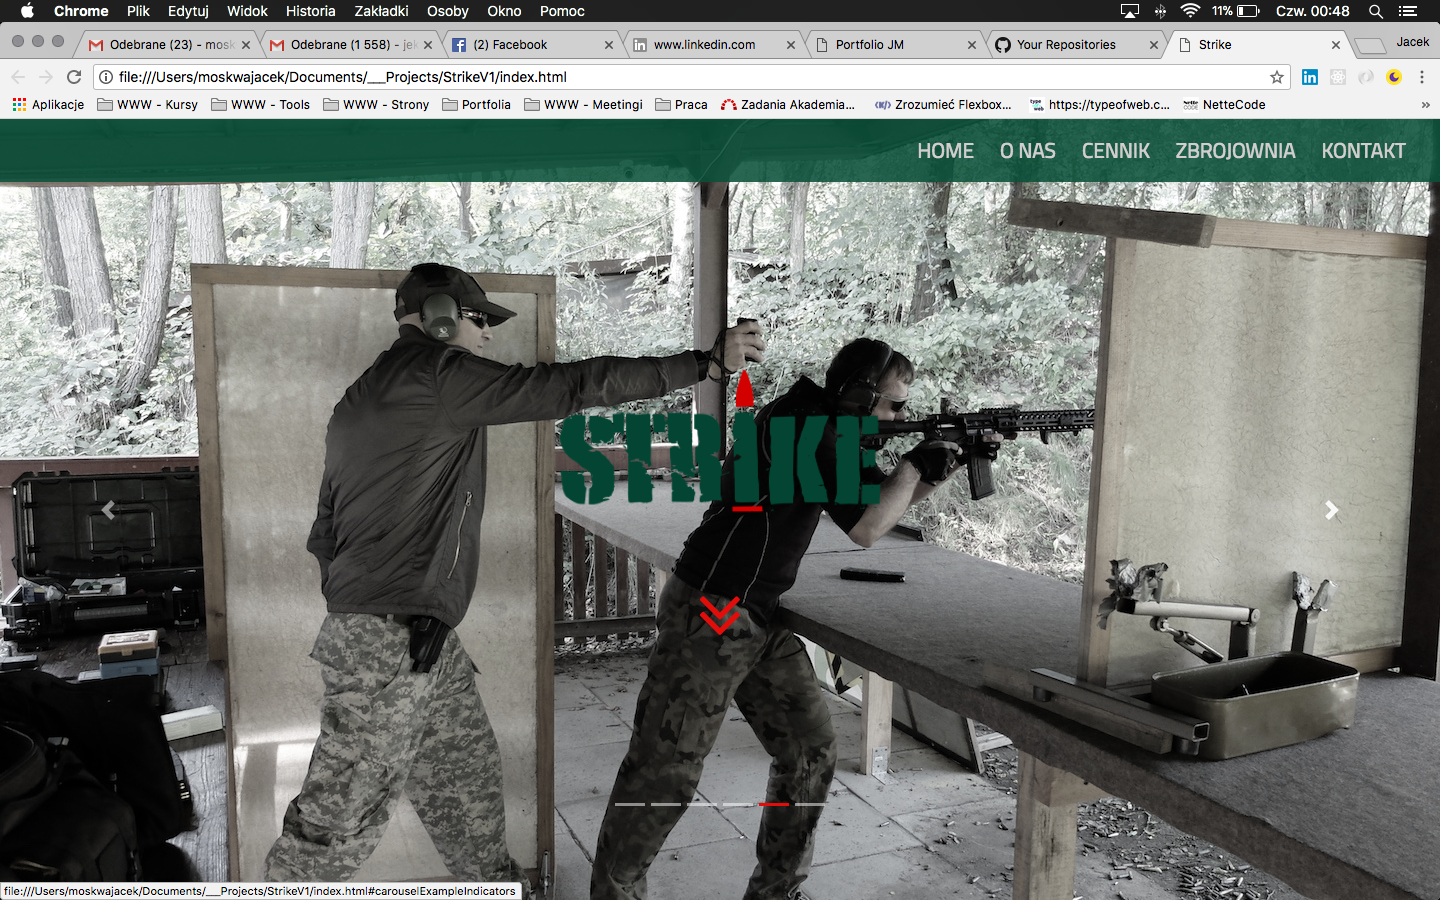 Chrome Plik Edytuj Widok Historia Zakładki Osoby Okno Pomoc 11% Czw. 00:48
Odebrane (23) - mosk Odebrane (1 558) - jek (2) Facebook www.linkedin.com Portfolio JM Your Repositories Strike Jacek
file:///Users/moskwajacek/Documents/___Projects/StrikeV1/index.html
Aplikacje WWW - Kursy WWW - Tools WWW - Strony Portfolia WWW - Meetingi Praca Zadania Akademia... Zrozumieć Flexbox... https://typeofweb.c... NetteCode
HOME O NAS CENNIK ZBROJOWNIA KONTAKT
STRIKE
file:///Users/moskwajacek/Documents/___Projects/StrikeV1/index.html#carouselExampleIndicators